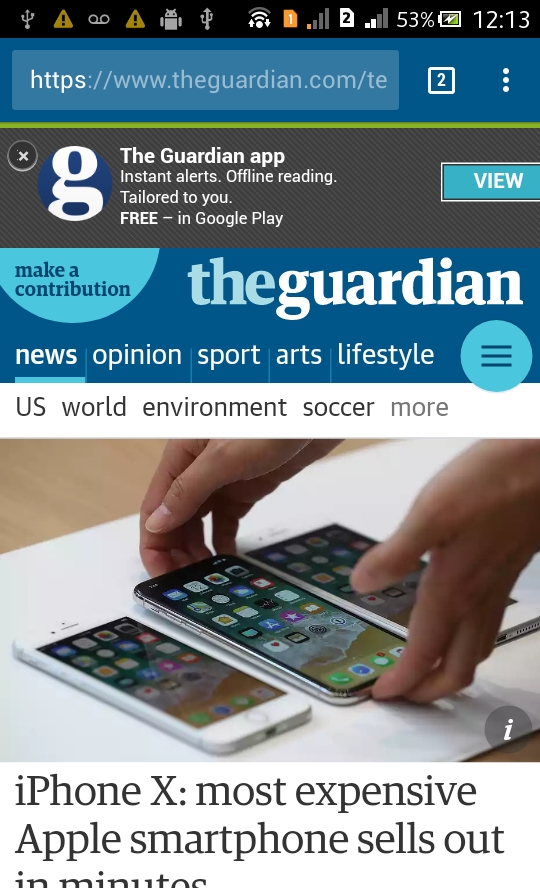 1 2 53% 12:13
https://www.theguardian.com/te 2
The Guardian app
Instant alerts. Offline reading.
Tailored to you.
FREE – in Google Play
VIEW
make a
contribution
theguardian
news opinion sport arts lifestyle
US world environment soccer more
i
iPhone X: most expensive
Apple smartphone sells out
in minutes